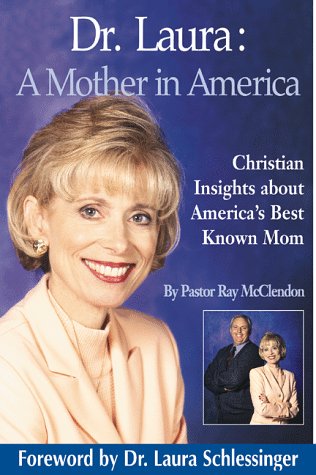 Dr. Laura:
A Mother in America
Christian
Insights about
America's Best
Known Mom
By Pastor Ray McClendon
Foreword by Dr. Laura Schlessinger